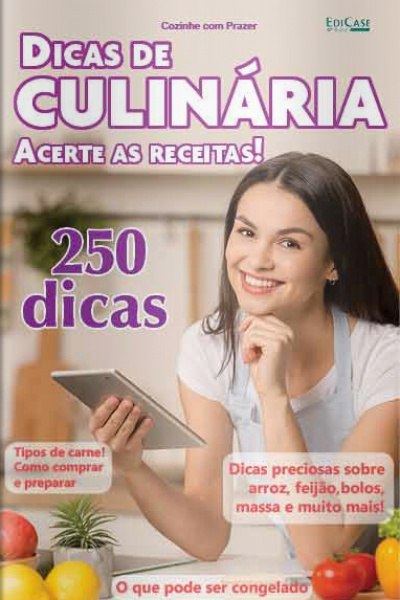 Cozinhe com Prazer
EDICASE
DICAS DE
CULINÁRIA
ACERTE AS RECEITAS!
250
dicas
Tipos de carne!
Como comprar
e preparar
Dicas preciosas sobre
arroz, feijão,bolos,
massa e muito mais!
O que pode ser congelado